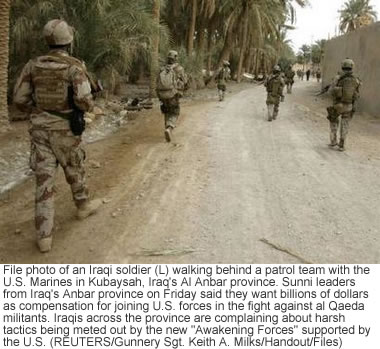 File photo of an Iraqi soldier (L) walking behind a patrol team with the
U.S. Marines in Kubaysah, Iraq's Al Anbar province. Sunni leaders
from Iraq's Anbar province on Friday said they want billions of dollars
as compensation for joining U.S. forces in the fight against al Qaeda
militants. Iraqis across the province are complaining about harsh
tactics being meted out by the new "Awakening Forces" supported by
the U.S. (REUTERS/Gunnery Sgt. Keith A. Milks/Handout/Files)